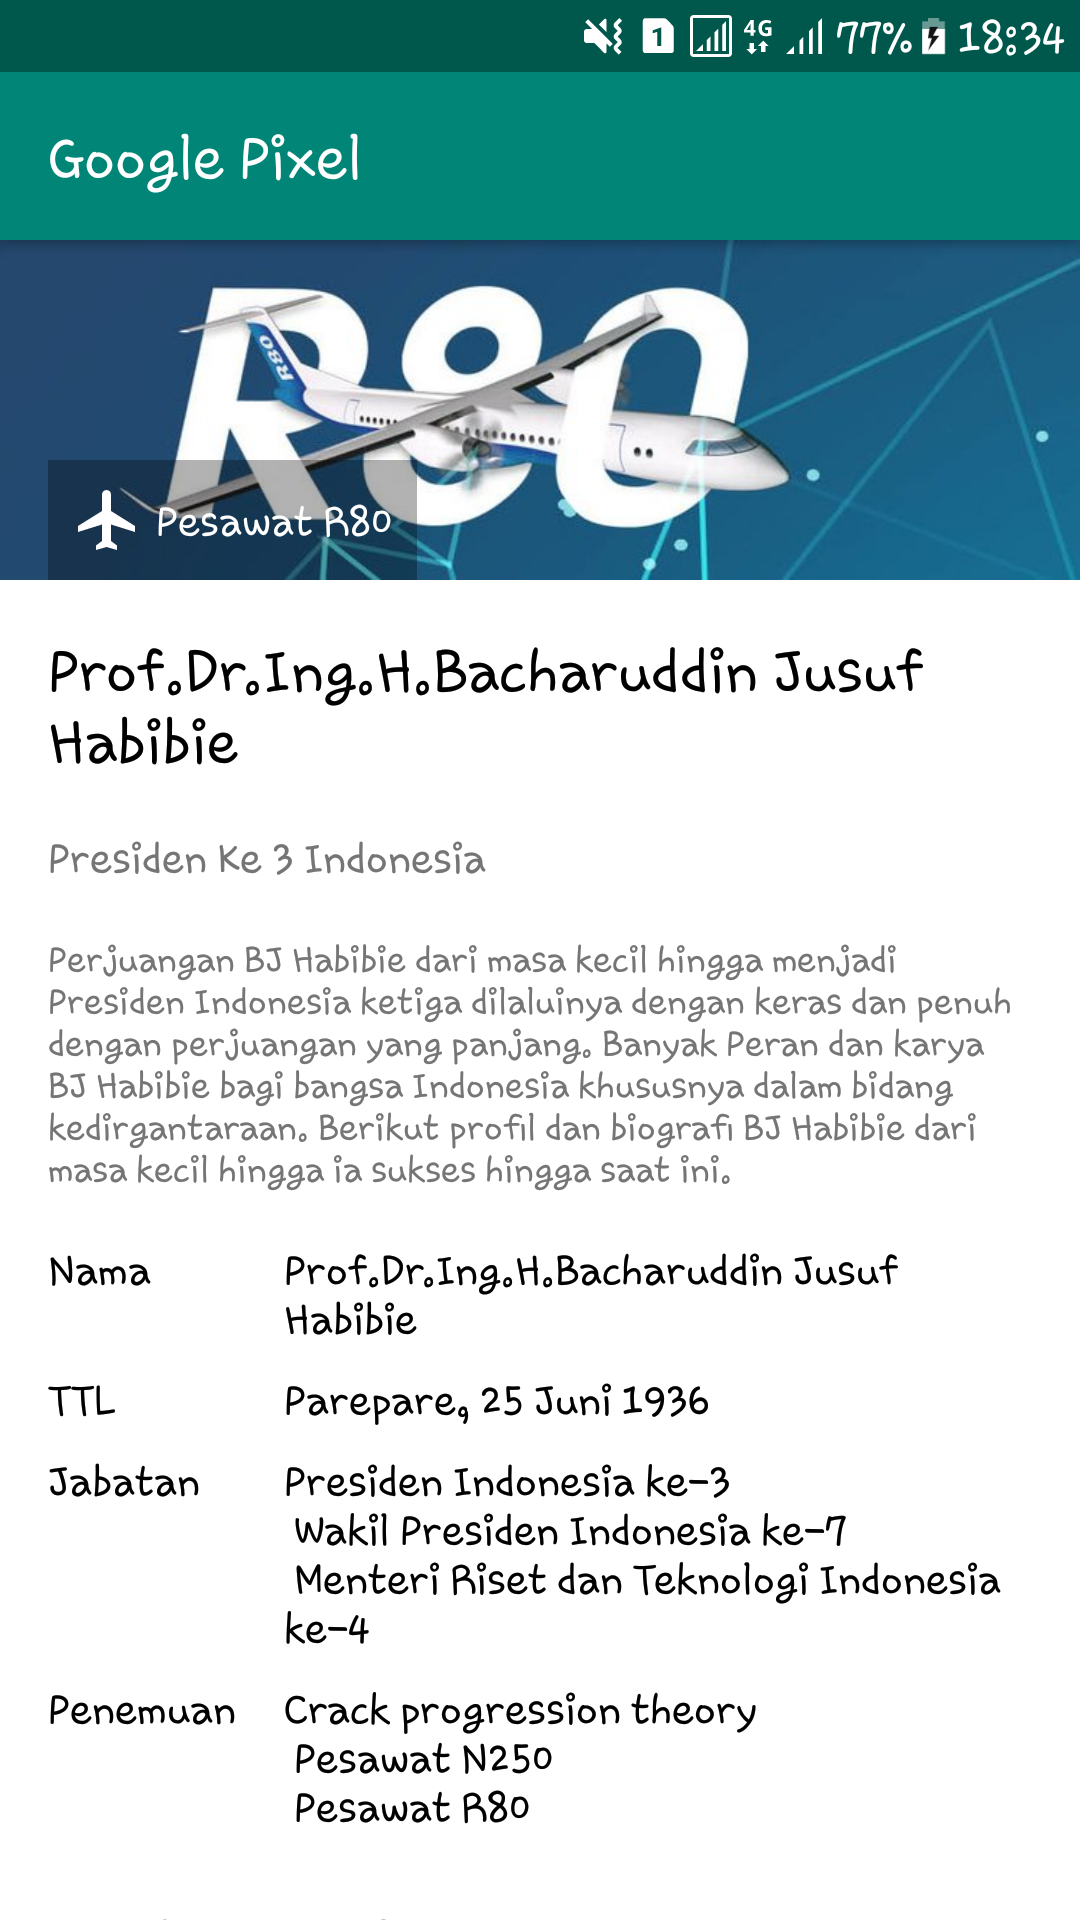 1 4G 77% 18:34
Google Pixel
R80
R80
Pesawat R80
Prof.Dr.Ing.H.Bacharuddin Jusuf
Habibie
Presiden Ke 3 Indonesia
Perjuangan BJ Habibie dari masa kecil hingga menjadi
Presiden Indonesia ketiga dilaluinya dengan keras dan penuh
dengan perjuangan yang panjang. Banyak Peran dan karya
BJ Habibie bagi bangsa Indonesia khususnya dalam bidang
kedirgantaraan. Berikut profil dan biografi BJ Habibie dari
masa kecil hingga ia sukses hingga saat ini.
Nama Prof.Dr.Ing.H.Bacharuddin Jusuf
Habibie
TTL Parepare, 25 Juni 1936
Jabatan Presiden Indonesia ke-3
Wakil Presiden Indonesia ke-7
Menteri Riset dan Teknologi Indonesia
ke-4
Penemuan Crack progression theory
Pesawat N250
Pesawat R80